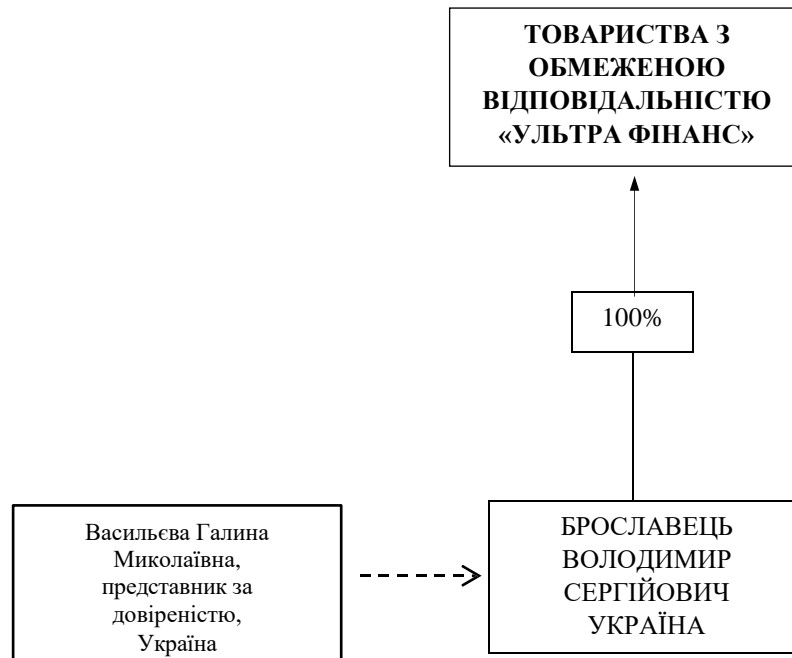 ТОВАРИСТВА З
ОБМЕЖЕНОЮ
ВІДПОВІДАЛЬНІСТЮ
«УЛЬТРА ФІНАНС»
100%
Васильєва Галина
Миколаївна,
представник за
довіреністю,
Україна
БРОСЛАВЕЦЬ
ВОЛОДИМИР
СЕРГІЙОВИЧ
УКРАЇНА